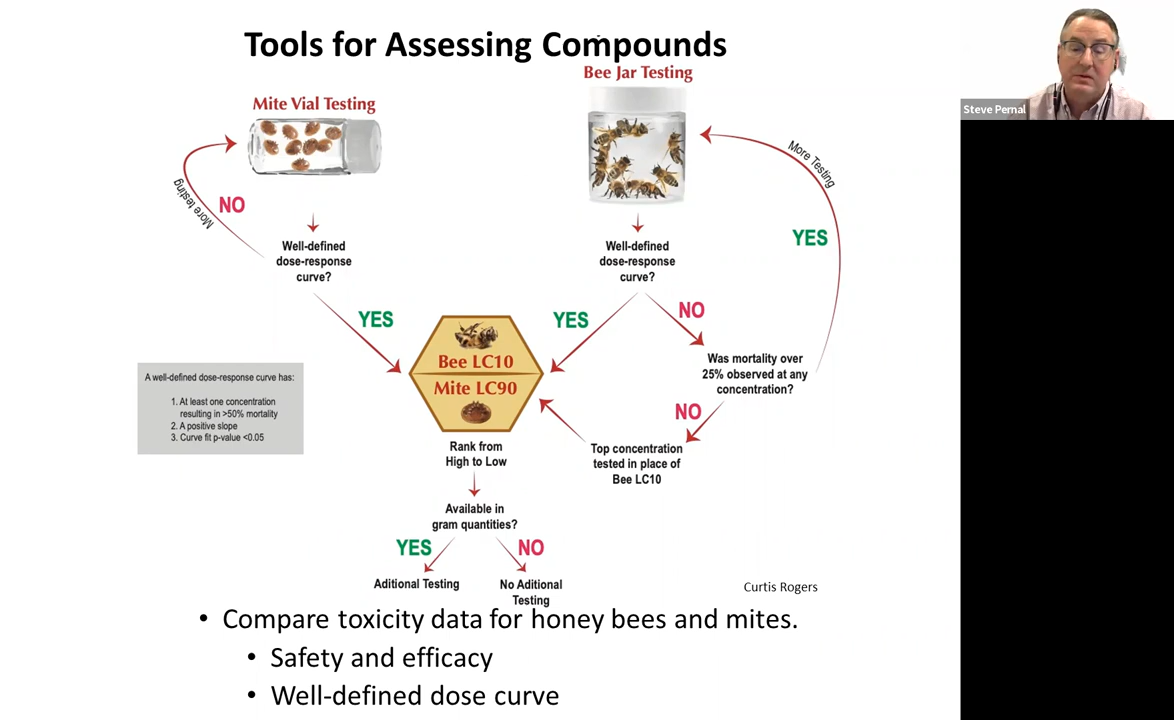 Tools for Assessing Compounds
Bee Jar Testing
Mite Vial Testing
Steve Pernal
More testing
NO
More Testing
YES
Well-defined
dose-response
curve?
Well-defined
dose-response
curve?
YES
YES
NO
Bee LC10
Mite LC90
Was mortality over
25% observed at any
concentration?
NO
Top concentration
tested in place of
Bee LC10
A well-defined dose-response curve has:
1. At least one concentration
resulting in >50% mortality
2. A positive slope
3. Curve fit p-value <0.05
Rank from
High to Low
Available in
gram quantities?
YES
NO
Aditional Testing
No Aditional
Testing
Curtis Rogers
• Compare toxicity data for honey bees and mites.
• Safety and efficacy
• Well-defined dose curve